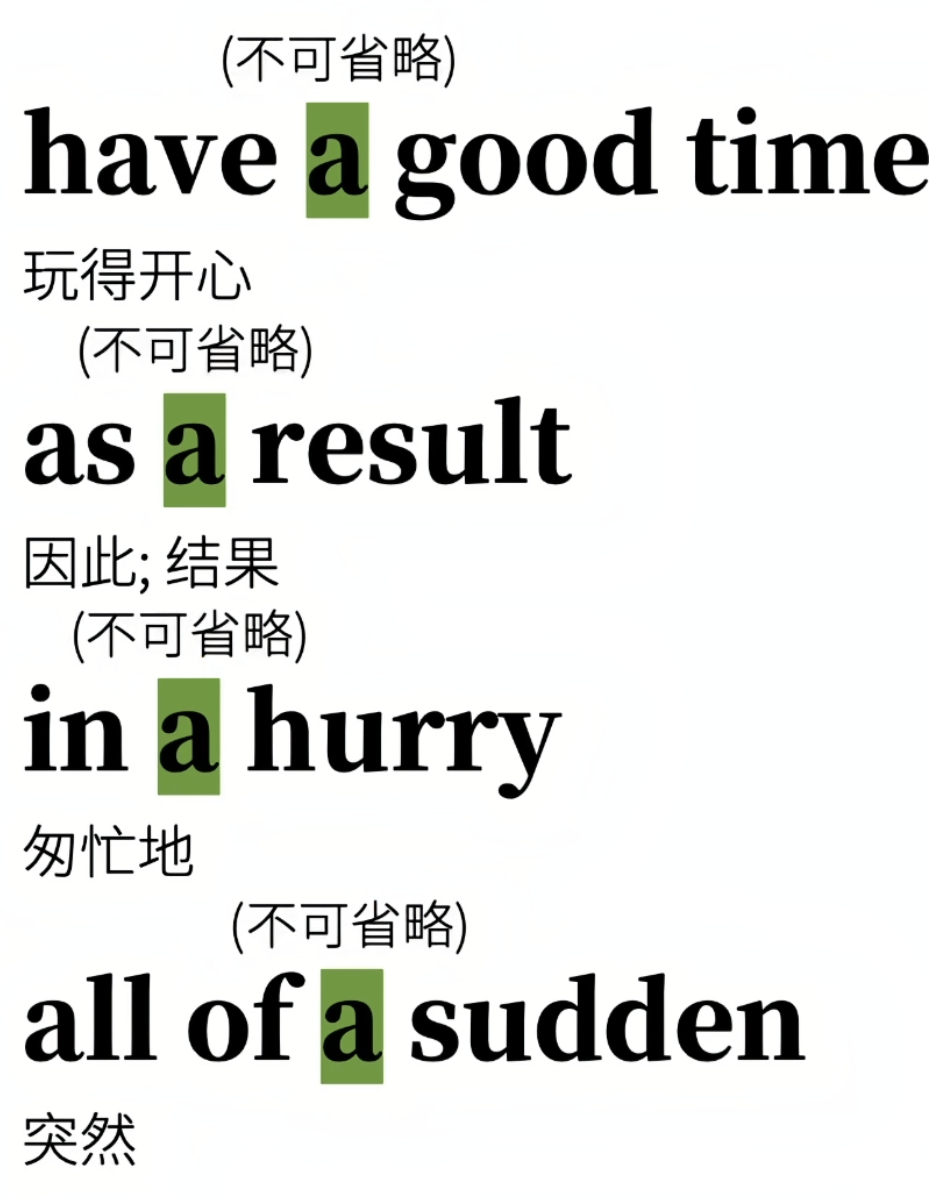 (不可省略)
have a good time
玩得开心
(不可省略)
as a result
因此; 结果
(不可省略)
in a hurry
匆忙地
(不可省略)
all of a sudden
突然